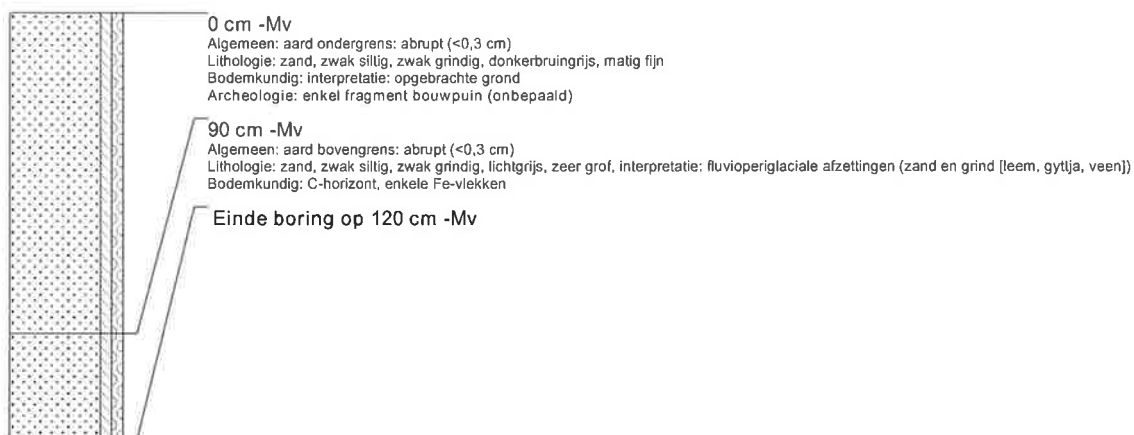 0 cm -Mv
Algemeen: aard ondergrens: abrupt (<0,3 cm)
Lithologie: zand, zwak siltig, zwak grindig, donkerbruingrijs, matig fijn
Bodemkundig: interpretatie: opgebrachte grond
Archeologie: enkel fragment bouwpuin (onbepaald)
90 cm -Mv
Algemeen: aard bovengrens: abrupt (<0,3 cm)
Lithologie: zand, zwak siltig, zwak grindig, lichtgrijs, zeer grof, interpretatie: fluvioperiglaciale afzettingen (zand en grind [leem, gyttja, veen])
Bodemkundig: C-horizont, enkele Fe-vlekken
Einde boring op 120 cm -Mv